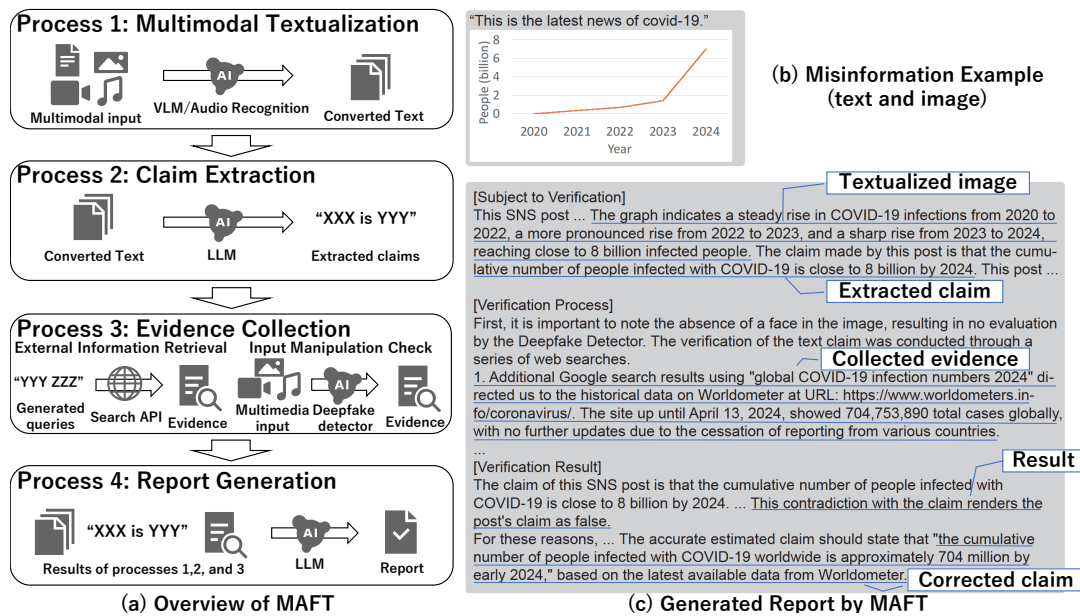 Process 1: Multimodal Textualization
AI
Multimodal input
VLM/Audio Recognition
Converted Text
Process 2: Claim Extraction
AI
"XXX is YYY"
Converted Text
LLM
Extracted claims
Process 3: Evidence Collection
External Information Retrieval
Input Manipulation Check
"YYY ZZZ"
AI
Generated
queries
Search API
Evidence
Multimedia
input
Deepfake
detector
Evidence
Process 4: Report Generation
"XXX is YYY"
AI
Results of processes 1,2, and 3
LLM
Report
(a) Overview of MAFT
“This is the latest news of covid-19.”
People (billion)
8
6
4
2
0
2020 2021 2022 2023 2024
Year
(b) Misinformation Example
(text and image)
Textualized image
[Subject to Verification]
This SNS post ... The graph indicates a steady rise in COVID-19 infections from 2020 to
2022, a more pronounced rise from 2022 to 2023, and a sharp rise from 2023 to 2024,
reaching close to 8 billion infected people. The claim made by this post is that the cumu-
lative number of people infected with COVID-19 is close to 8 billion by 2024. This post ...
Extracted claim
[Verification Process]
First, it is important to note the absence of a face in the image, resulting in no evaluation
by the Deepfake Detector. The verification of the text claim was conducted through a
series of web searches.
Collected evidence
1. Additional Google search results using "global COVID-19 infection numbers 2024" di-
rected us to the historical data on Worldometer at URL: https://www.worldometers.in-
fo/coronavirus/. The site up until April 13, 2024, showed 704,753,890 total cases globally,
with no further updates due to the cessation of reporting from various countries.
...
[Verification Result]
Result
The claim of this SNS post is that the cumulative number of people infected with
COVID-19 is close to 8 billion by 2024. ... This contradiction with the claim renders the
post's claim as false.
For these reasons, ... The accurate estimated claim should state that "the cumulative
number of people infected with COVID-19 worldwide is approximately 704 million by
early 2024," based on the latest available data from Worldometer.
Corrected claim
(c) Generated Report by MAFT